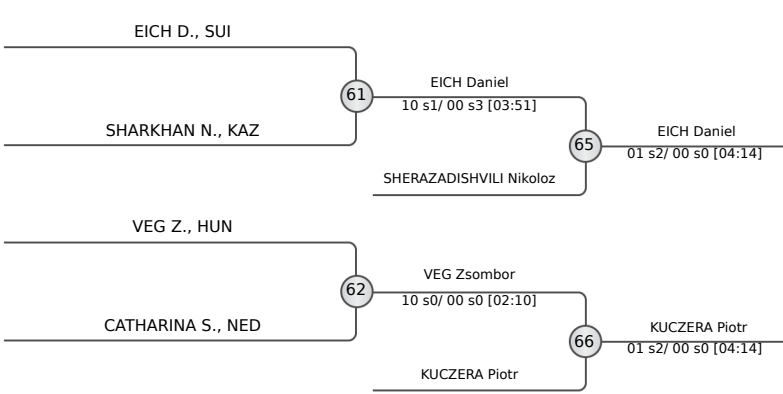 EICH D., SUI
61
EICH Daniel
10 s1/ 00 s3 [03:51]
SHARKHAN N., KAZ
65
EICH Daniel
01 s2/ 00 s0 [04:14]
SHERAZADISHVILI Nikoloz
VEG Z., HUN
62
VEG Zsombor
10 s0/ 00 s0 [02:10]
CATHARINA S., NED
66
KUCZERA Piotr
01 s2/ 00 s0 [04:14]
KUCZERA Piotr